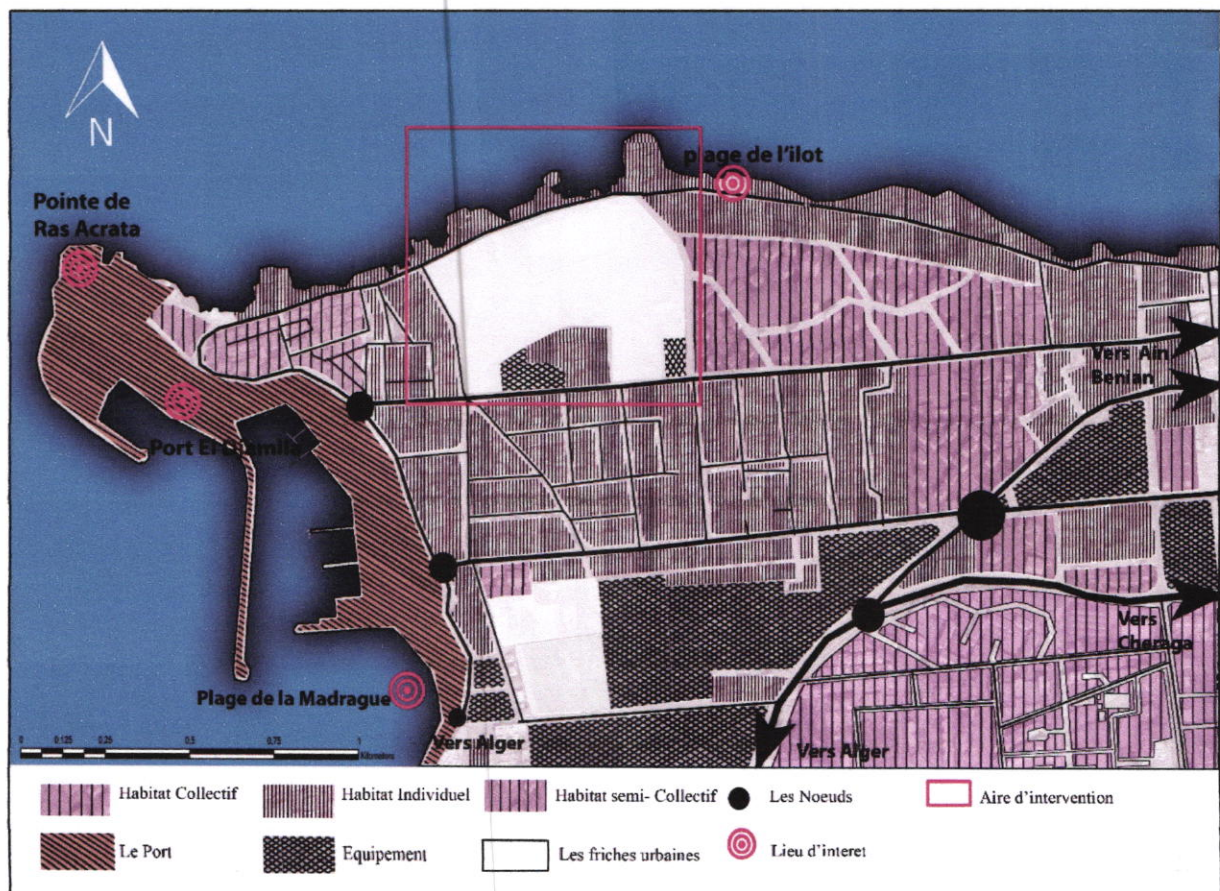 N
plage de l'ilot
Pointe de
Ras Acrata
Vers Ain
Benian
Port El Djamila
Vers
Cheraga
Plage de la Madrague
Vers Alger
Vers Alger
0 0.125 0.25 0.5 0.75 1
Kilometers
Habitat Collectif
Habitat Individuel
Habitat semi- Collectif
Les Noeuds
Aire d'intervention
Le Port
Equipement
Les friches urbaines
Lieu d'interet